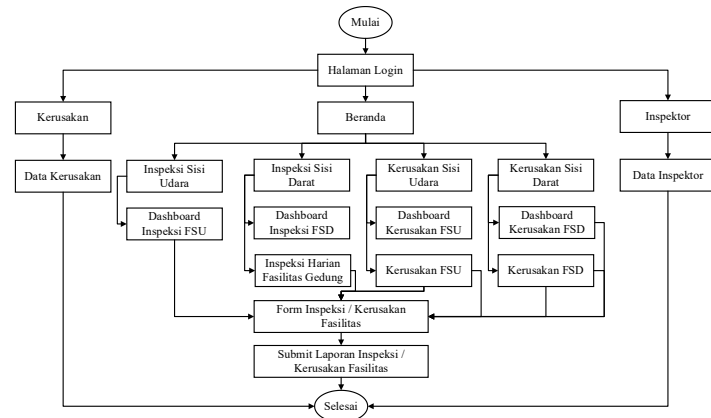 Mulai
Halaman Login
Kerusakan
Beranda
Inspektor
Data Kerusakan
Inspeksi Sisi
Udara
Inspeksi Sisi
Darat
Kerusakan Sisi
Udara
Kerusakan Sisi
Darat
Data Inspektor
Dashboard
Inspeksi FSU
Dashboard
Inspeksi FSD
Dashboard
Kerusakan FSU
Dashboard
Kerusakan FSD
Inspeksi Harian
Fasilitas Gedung
Kerusakan FSU
Kerusakan FSD
Form Inspeksi / Kerusakan
Fasilitas
Submit Laporan Inspeksi /
Kerusakan Fasilitas
Selesai